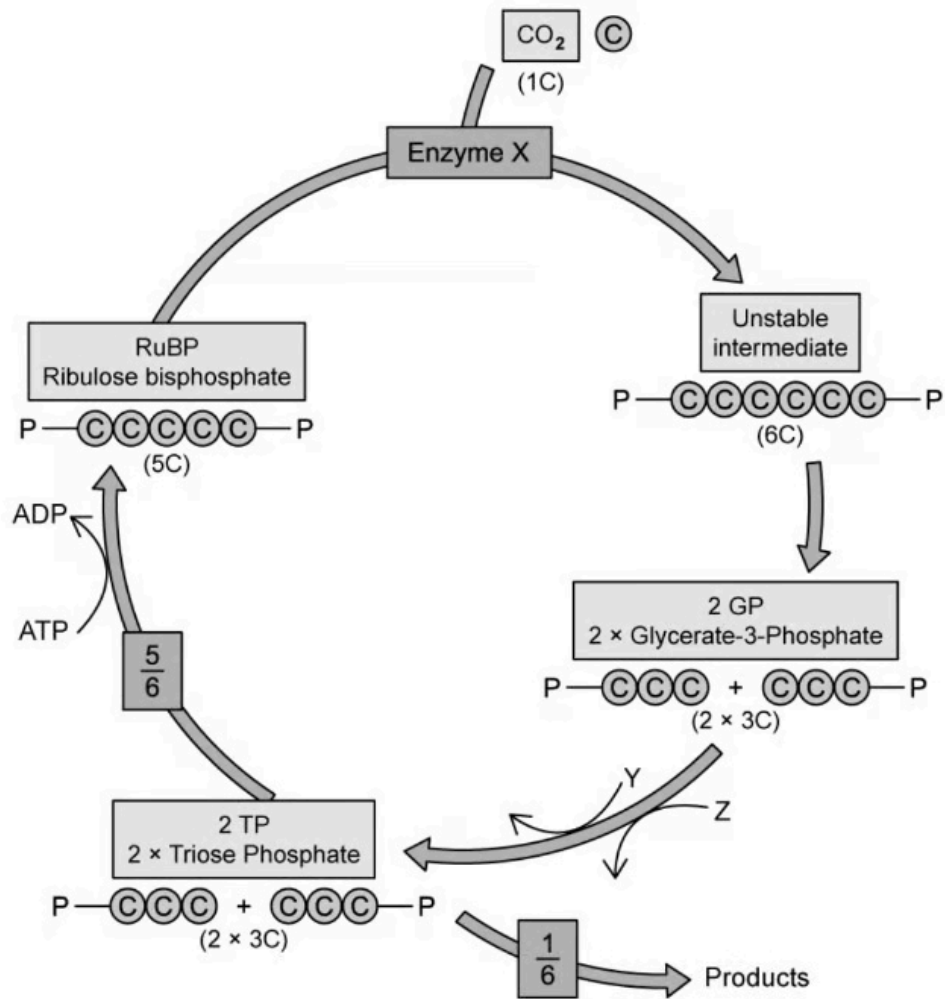 CO₂
C
(1C)
Enzyme X
Unstable
intermediate
P C C C C C C P
(6C)
RuBP
Ribulose bisphosphate
P C C C C C P
(5C)
ADP
ATP
5
6
2 GP
2 × Glycerate-3-Phosphate
P C C C + C C C P
(2 × 3C)
Y
Z
2 TP
2 × Triose Phosphate
P C C C + C C C P
(2 × 3C)
1
6
Products